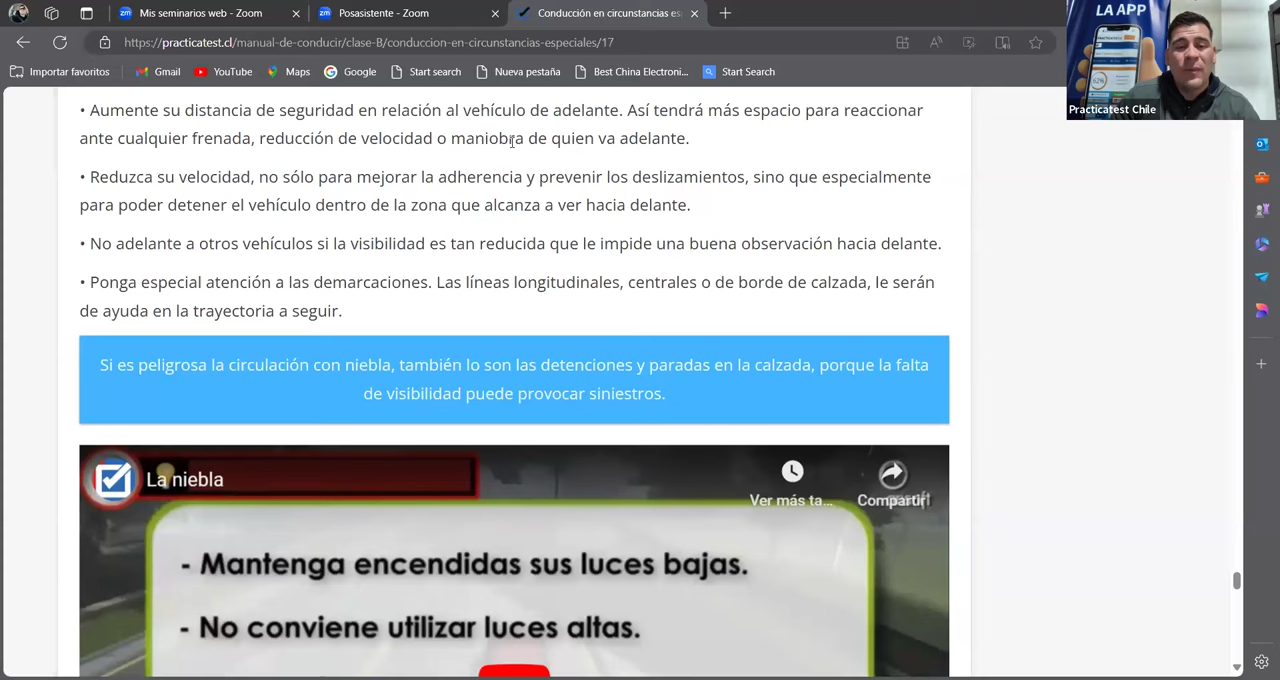 Mis seminarios web - Zoom
Posasistente - Zoom
Conducción en circunstancias es
https://practicatest.cl/manual-de-conducir/clase-B/conduccion-en-circunstancias-especiales/17
Importar favoritos
Gmail
YouTube
Maps
Google
Start search
Nueva pestaña
Best China Electroni...
Start Search
LA APP
Practicatest Chile
• Aumente su distancia de seguridad en relación al vehículo de adelante. Así tendrá más espacio para reaccionar
ante cualquier frenada, reducción de velocidad o maniobra de quien va adelante.
• Reduzca su velocidad, no sólo para mejorar la adherencia y prevenir los deslizamientos, sino que especialmente
para poder detener el vehículo dentro de la zona que alcanza a ver hacia delante.
• No adelante a otros vehículos si la visibilidad es tan reducida que le impide una buena observación hacia delante.
• Ponga especial atención a las demarcaciones. Las líneas longitudinales, centrales o de borde de calzada, le serán
de ayuda en la trayectoria a seguir.
Si es peligrosa la circulación con niebla, también lo son las detenciones y paradas en la calzada, porque la falta
de visibilidad puede provocar siniestros.
La niebla
Ver más ta...
Compartir
- Mantenga encendidas sus luces bajas.
- No conviene utilizar luces altas.